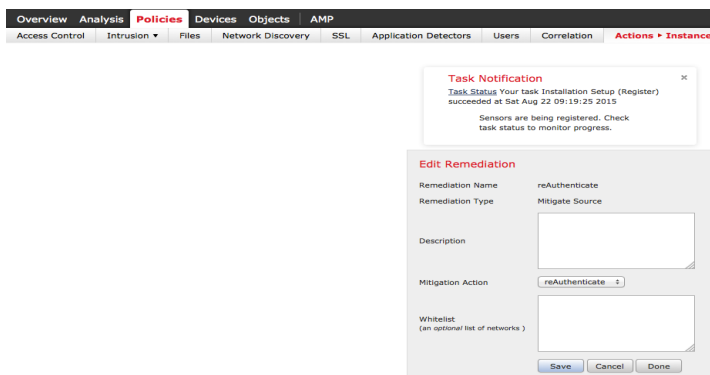 Overview Analysis Policies Devices Objects AMP
Access Control Intrusion ▾ Files Network Discovery SSL Application Detectors Users Correlation Actions ▸ Instance
Task Notification ×
Task Status Your task Installation Setup (Register)
succeeded at Sat Aug 22 09:19:25 2015
Sensors are being registered. Check
task status to monitor progress.
Edit Remediation
Remediation Name reAuthenticate
Remediation Type Mitigate Source
Description
Mitigation Action reAuthenticate
Whitelist
(an optional list of networks )
Save Cancel Done